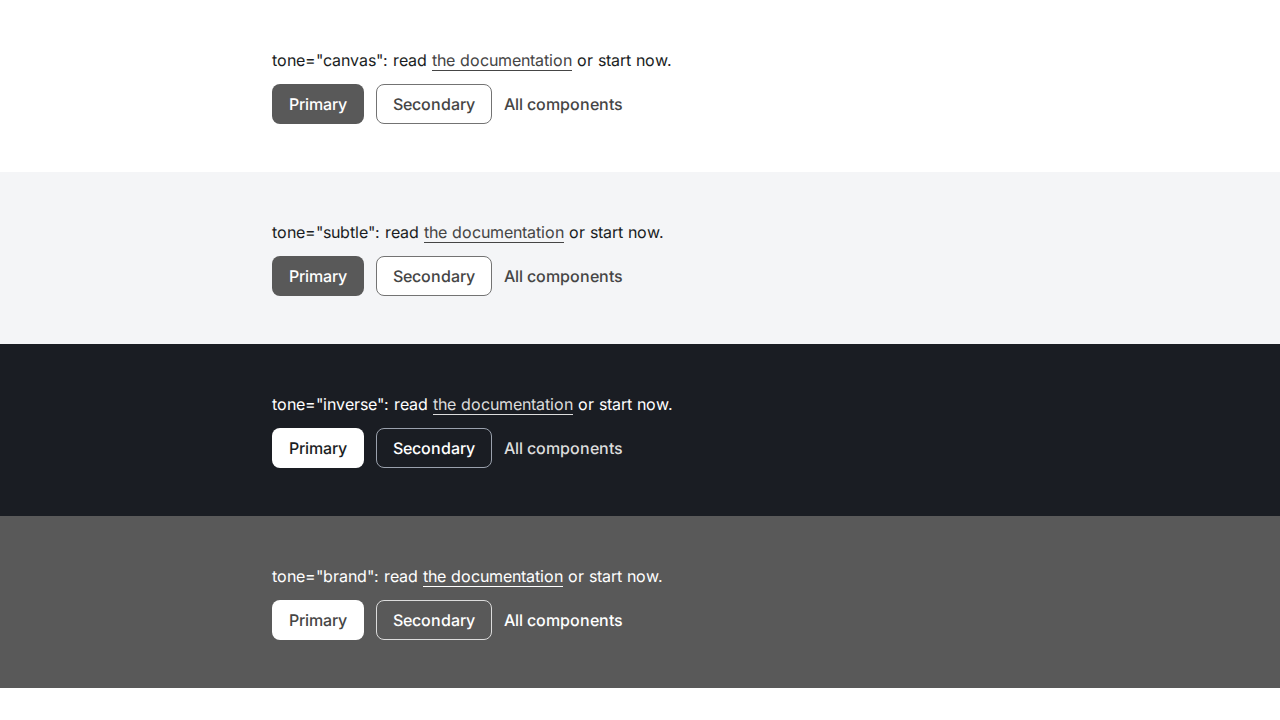 tone="canvas": read the documentation or start now.
Primary Secondary All components
tone="subtle": read the documentation or start now.
Primary Secondary All components
tone="inverse": read the documentation or start now.
Primary Secondary All components
tone="brand": read the documentation or start now.
Primary Secondary All components